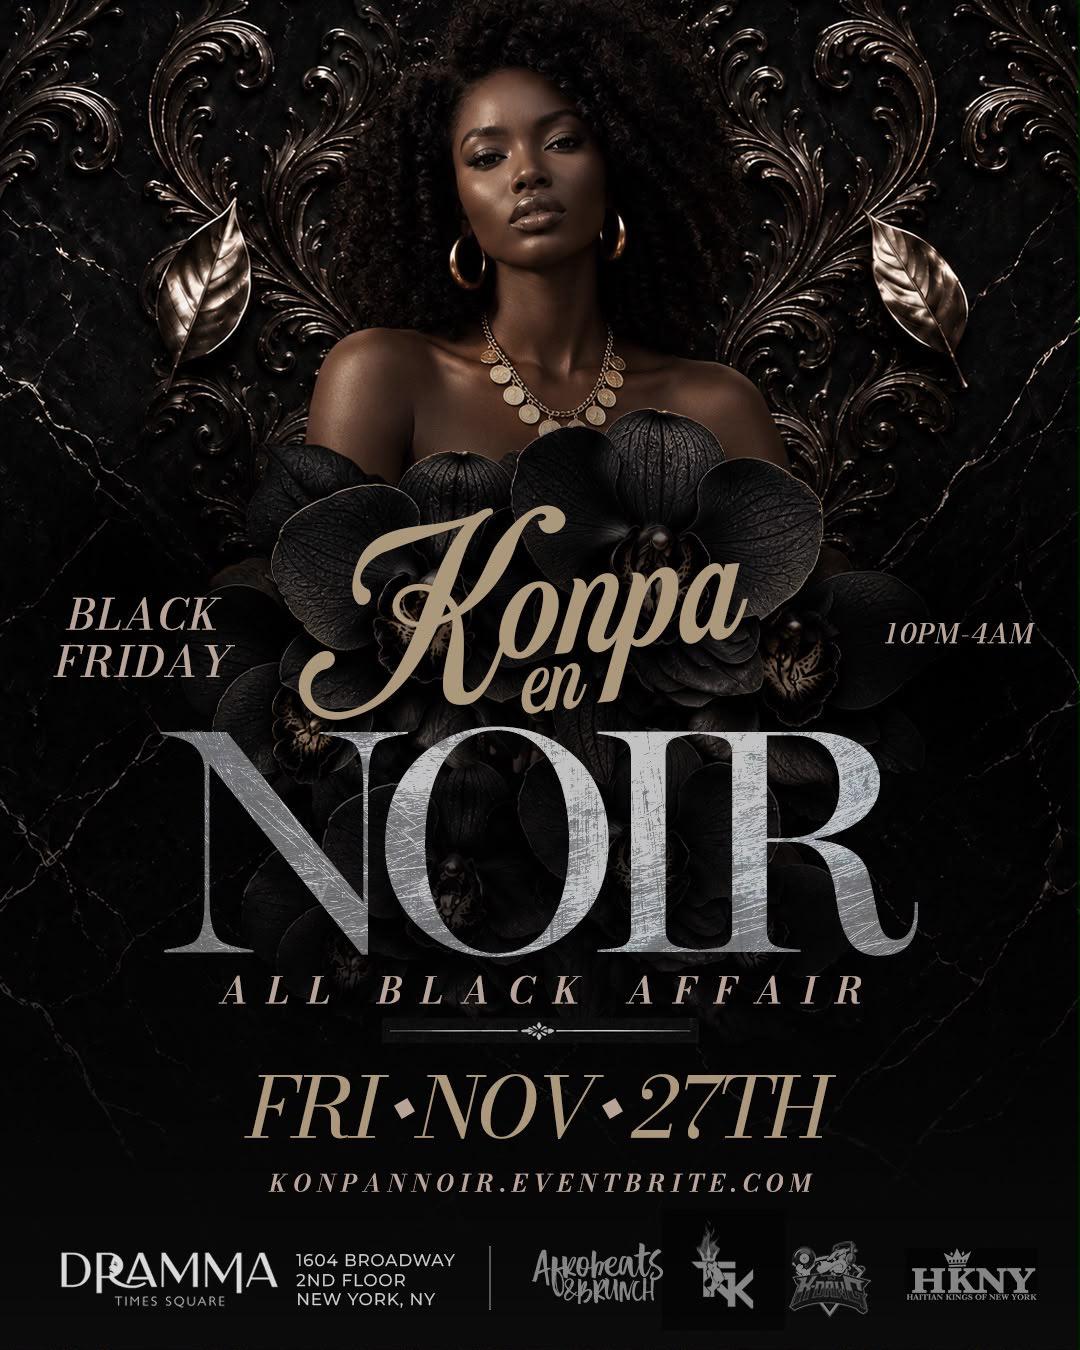 Konpa
en
NOIR
BLACK
FRIDAY
10PM-4AM
ALL BLACK AFFAIR
FRI•NOV•27TH
KONPANNOIR.EVENTBRITE.COM
DRAMMA
TIMES SQUARE
1604 BROADWAY
2ND FLOOR
NEW YORK, NY
Afrobeats
&BRUNCH
HKNY
HAITIAN KINGS OF NEW YORK